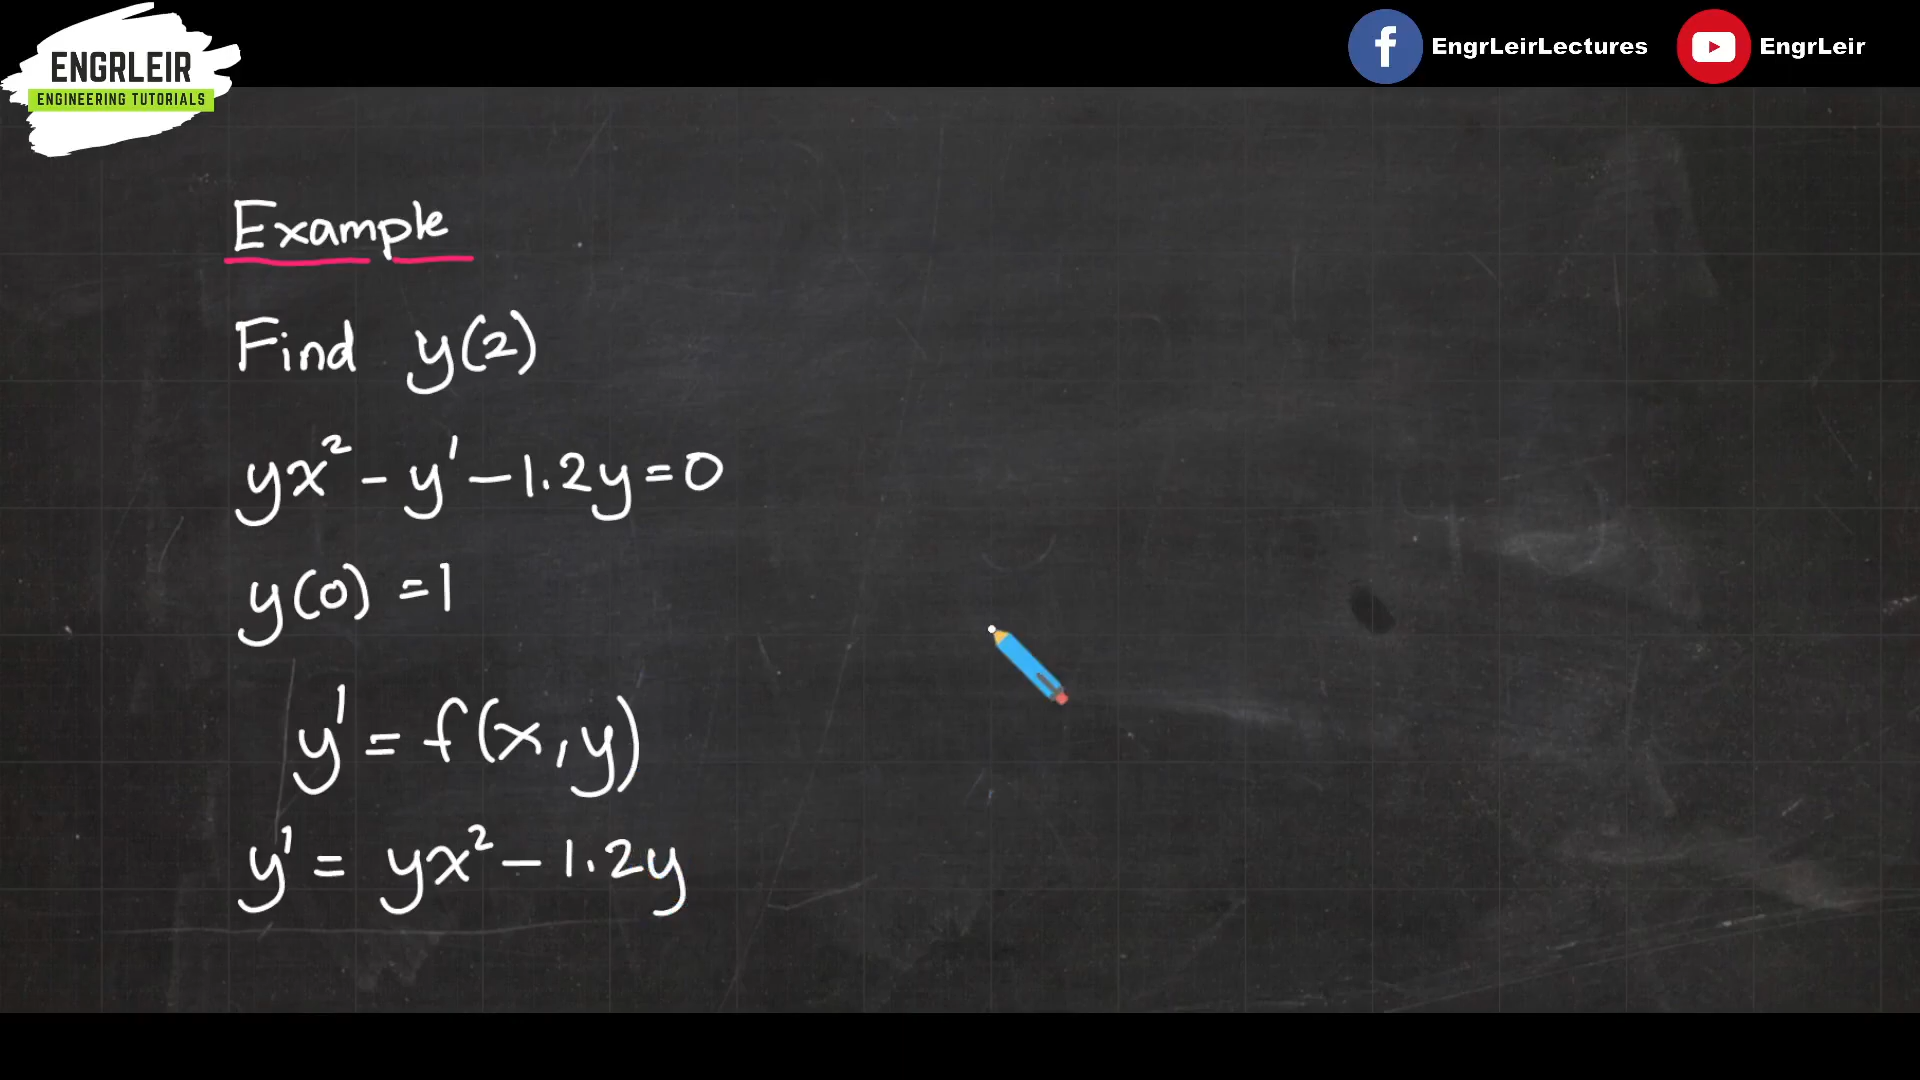 ENGRLEIR
ENGINEERING TUTORIALS
EngrLeirLectures
EngrLeir
Example
Find y(2)
yx² - y' - 1.2y = 0
y(0) = 1
y' = f(x, y)
y' = yx² - 1.2y